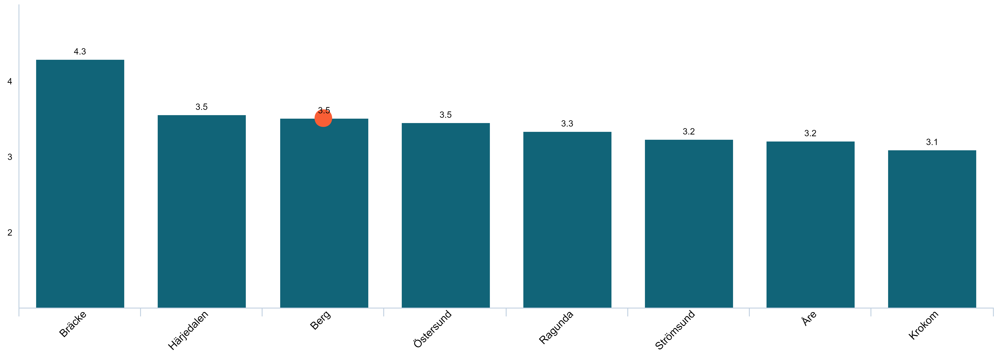 4.3
4
3.5
3.5
3.5
3.3
3.2
3.2
3.1
3
2
Bräcke
Härjedalen
Berg
Östersund
Ragunda
Strömsund
Åre
Krokom